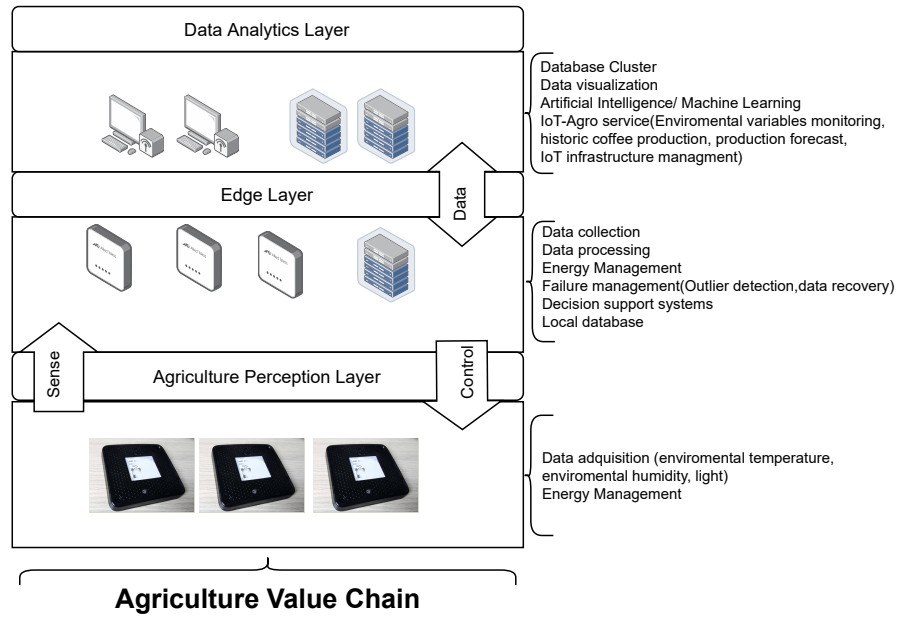 Data Analytics Layer
Database Cluster
Data visualization
Artificial Intelligence/ Machine Learning
IoT-Agro service(Enviromental variables monitoring,
historic coffee production, production forecast,
IoT infrastructure managment)
Edge Layer
Data
Data collection
Data processing
Energy Management
Failure management(Outlier detection,data recovery)
Decision support systems
Local database
Sense
Agriculture Perception Layer
Control
Data adquisition (enviromental temperature,
enviromental humidity, light)
Energy Management
Agriculture Value Chain